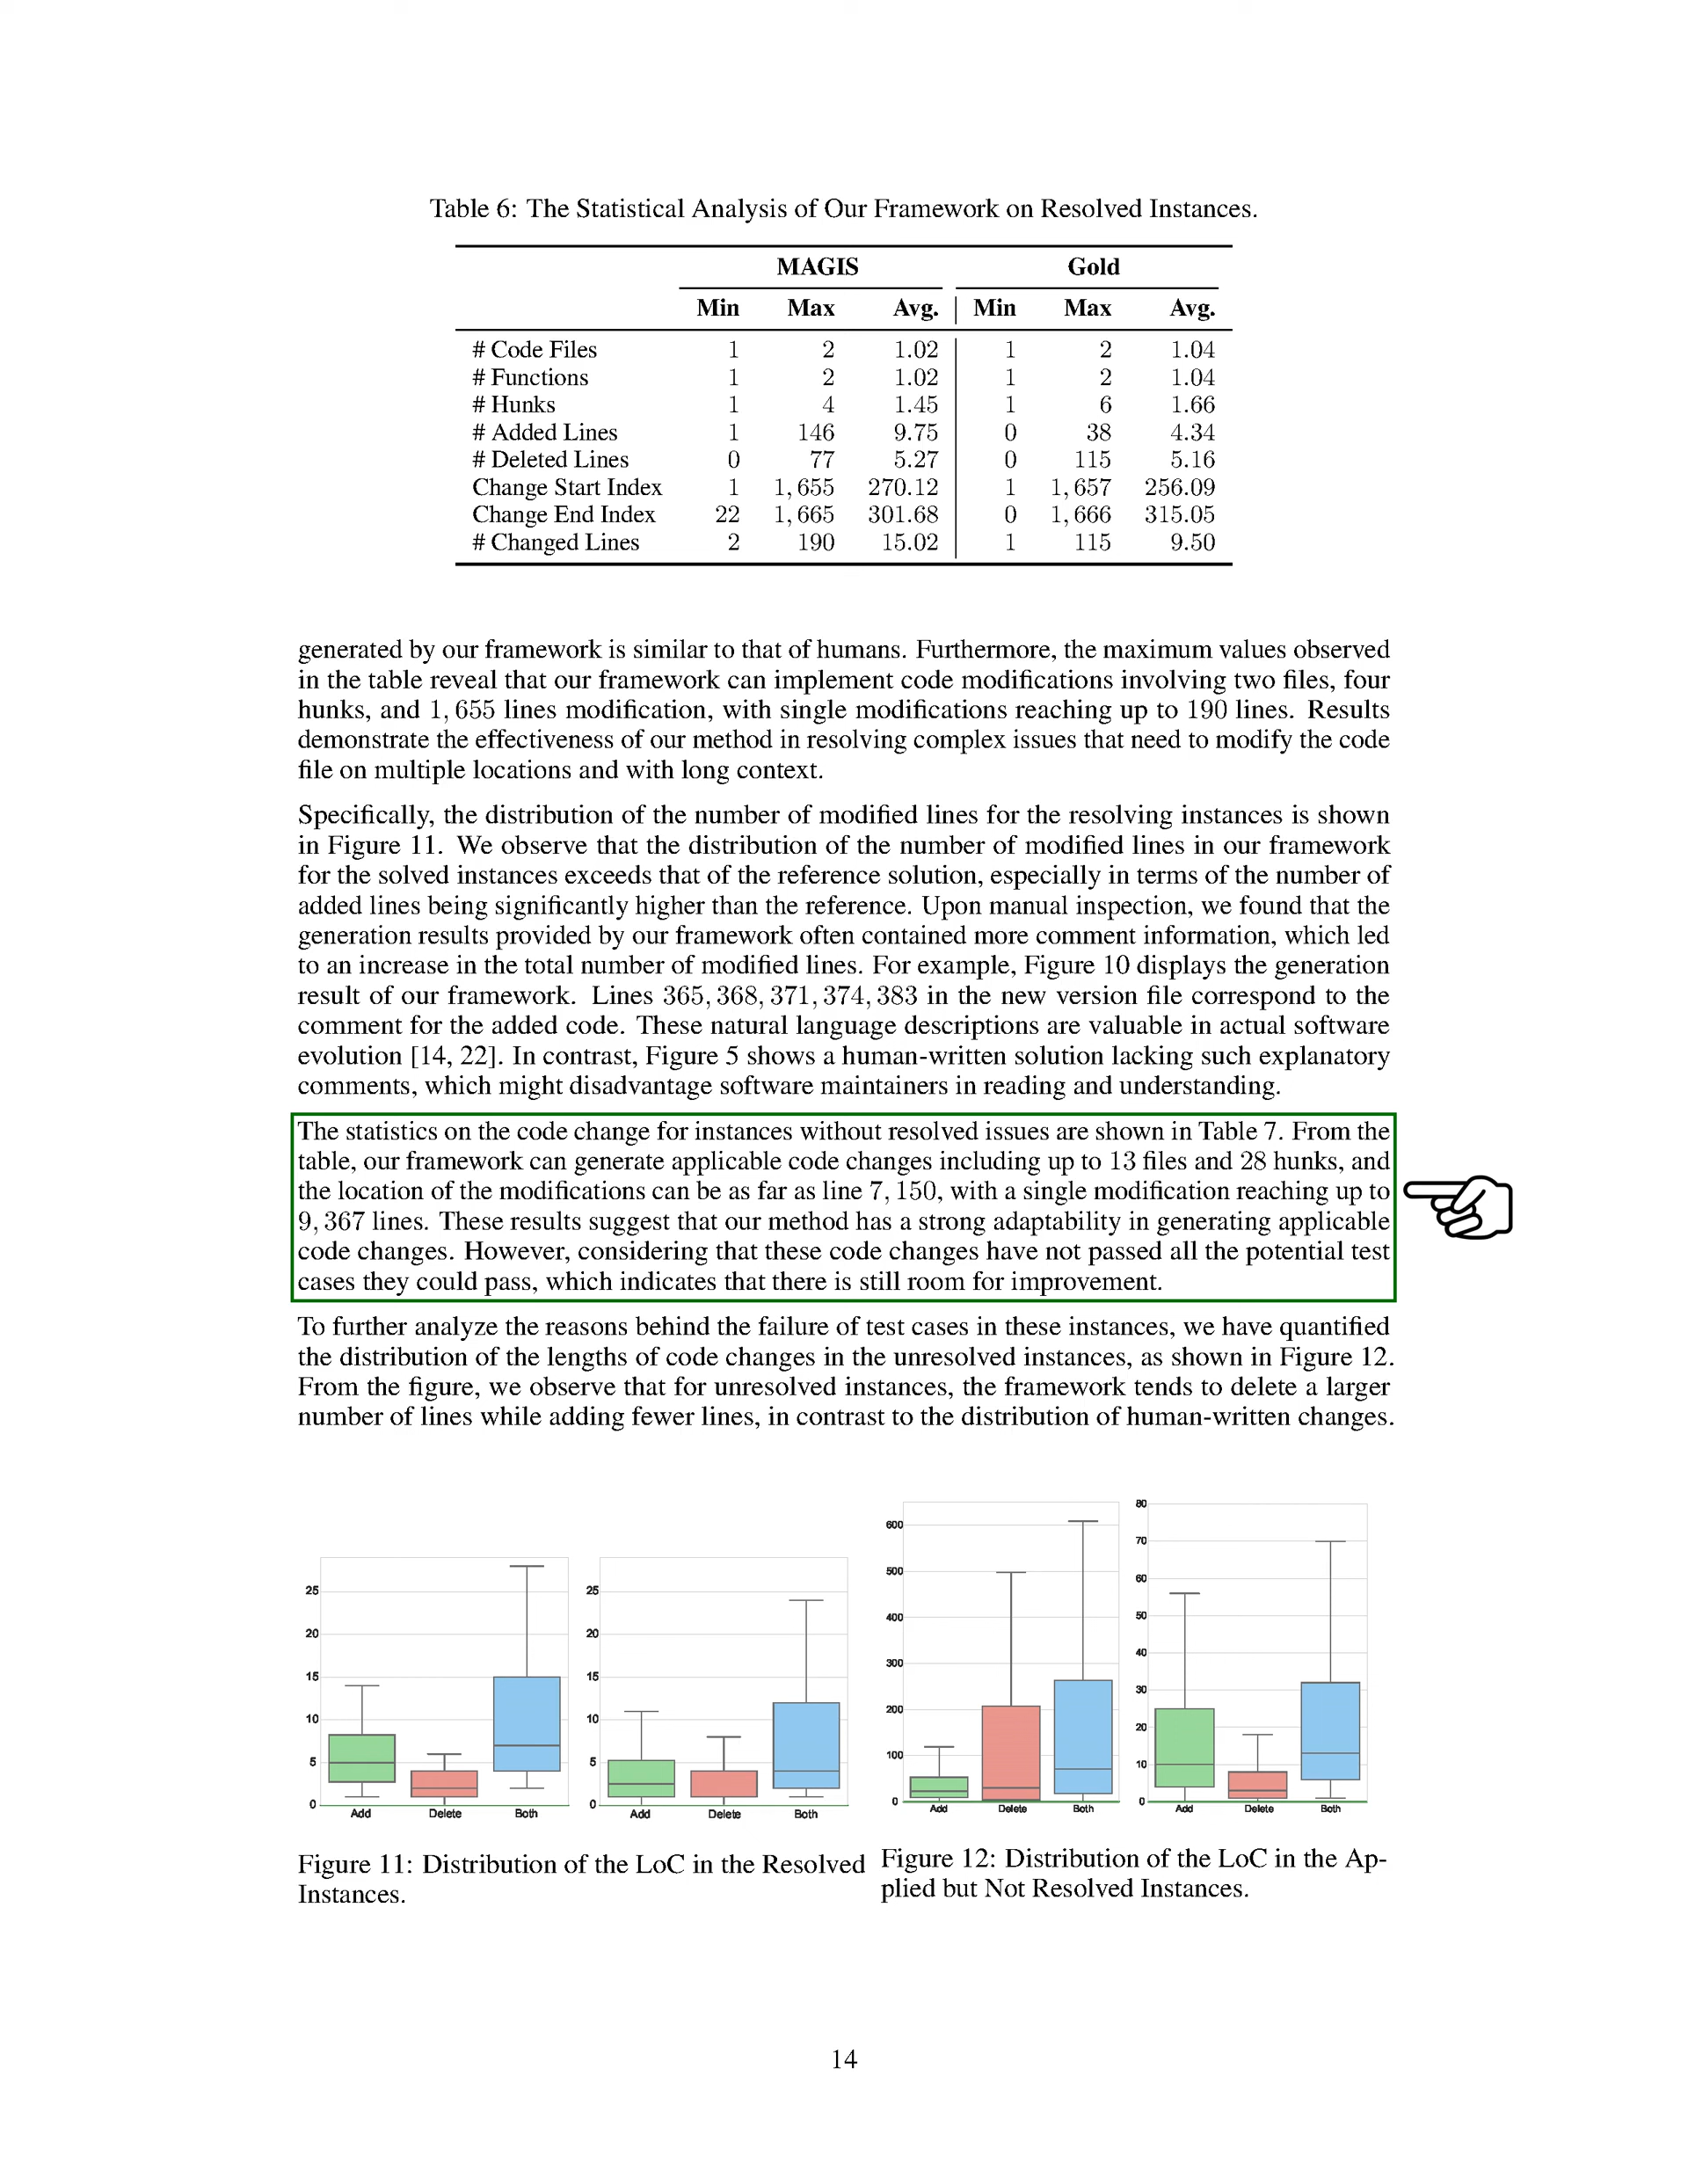 Table 6: The Statistical Analysis of Our Framework on Resolved Instances.
MAGIS Gold
Min Max Avg. Min Max Avg.
# Code Files 1 2 1.02 1 2 1.04
# Functions 1 2 1.02 1 2 1.04
# Hunks 1 4 1.45 1 6 1.66
# Added Lines 1 146 9.75 0 38 4.34
# Deleted Lines 0 77 5.27 0 115 5.16
Change Start Index 1 1,655 270.12 1 1,657 256.09
Change End Index 22 1,665 301.68 0 1,666 315.05
# Changed Lines 2 190 15.02 1 115 9.50
generated by our framework is similar to that of humans. Furthermore, the maximum values observed
in the table reveal that our framework can implement code modifications involving two files, four
hunks, and 1,655 lines modification, with single modifications reaching up to 190 lines. Results
demonstrate the effectiveness of our method in resolving complex issues that need to modify the code
file on multiple locations and with long context.
Specifically, the distribution of the number of modified lines for the resolving instances is shown
in Figure 11. We observe that the distribution of the number of modified lines in our framework
for the solved instances exceeds that of the reference solution, especially in terms of the number of
added lines being significantly higher than the reference. Upon manual inspection, we found that the
generation results provided by our framework often contained more comment information, which led
to an increase in the total number of modified lines. For example, Figure 10 displays the generation
result of our framework. Lines 365, 368, 371, 374, 383 in the new version file correspond to the
comment for the added code. These natural language descriptions are valuable in actual software
evolution [14, 22]. In contrast, Figure 5 shows a human-written solution lacking such explanatory
comments, which might disadvantage software maintainers in reading and understanding.
The statistics on the code change for instances without resolved issues are shown in Table 7. From the
table, our framework can generate applicable code changes including up to 13 files and 28 hunks, and
the location of the modifications can be as far as line 7,150, with a single modification reaching up to
9,367 lines. These results suggest that our method has a strong adaptability in generating applicable
code changes. However, considering that these code changes have not passed all the potential test
cases they could pass, which indicates that there is still room for improvement.
To further analyze the reasons behind the failure of test cases in these instances, we have quantified
the distribution of the lengths of code changes in the unresolved instances, as shown in Figure 12.
From the figure, we observe that for unresolved instances, the framework tends to delete a larger
number of lines while adding fewer lines, in contrast to the distribution of human-written changes.
25
20
15
10
5
0
Add Delete Both
25
20
15
10
5
0
Add Delete Both
Figure 11: Distribution of the LoC in the Resolved
Instances.
600
500
400
300
200
100
0
Add Delete Both
80
70
60
50
40
30
20
10
0
Add Delete Both
Figure 12: Distribution of the LoC in the Ap-
plied but Not Resolved Instances.
14